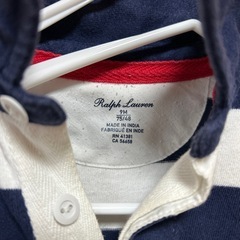 Ralph Lauren
9M
75/48
MADE IN INDIA
FABRIQUÉ EN INDE
RN 41381
CA 56658